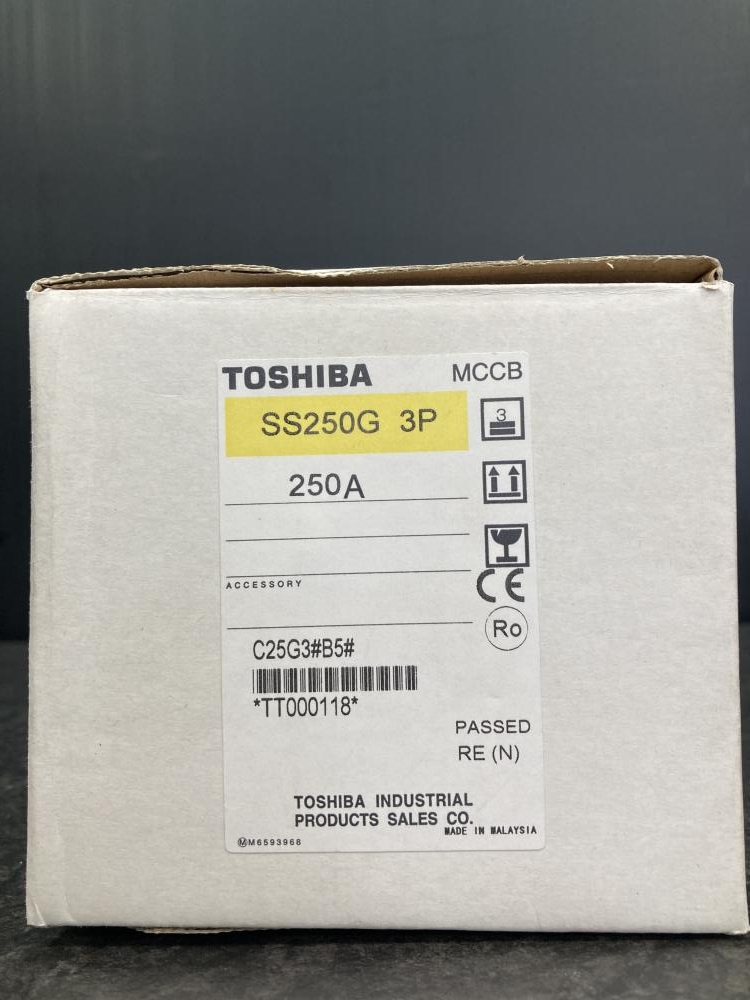 TOSHIBA MCCB
SS250G 3P
3
250A
ACCESSORY
CE
Ro
C25G3#B5#
*TT000118*
PASSED
RE (N)
TOSHIBA INDUSTRIAL
PRODUCTS SALES CO.
MADE IN MALAYSIA
ⓂM6593968